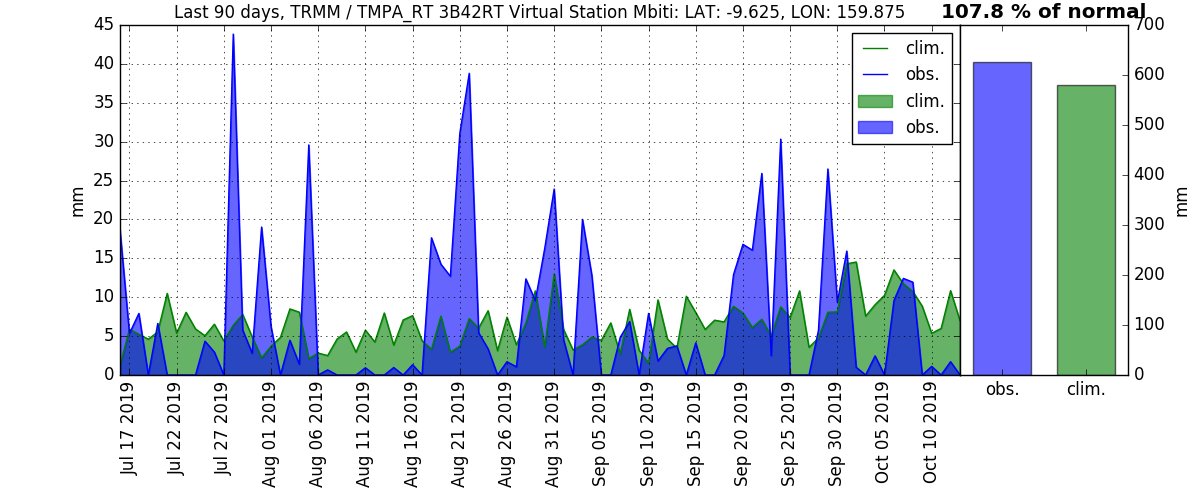 Last 90 days, TRMM / TMPA_RT 3B42RT Virtual Station Mbiti: LAT: -9.625, LON: 159.875
107.8 % of normal
45
40
35
30
25
20
15
10
5
0
mm
clim.
obs.
clim.
obs.
Jul 17 2019
Jul 22 2019
Jul 27 2019
Aug 01 2019
Aug 06 2019
Aug 11 2019
Aug 16 2019
Aug 21 2019
Aug 26 2019
Aug 31 2019
Sep 05 2019
Sep 10 2019
Sep 15 2019
Sep 20 2019
Sep 25 2019
Sep 30 2019
Oct 05 2019
Oct 10 2019
700
600
500
400
300
200
100
0
mm
obs.
clim.